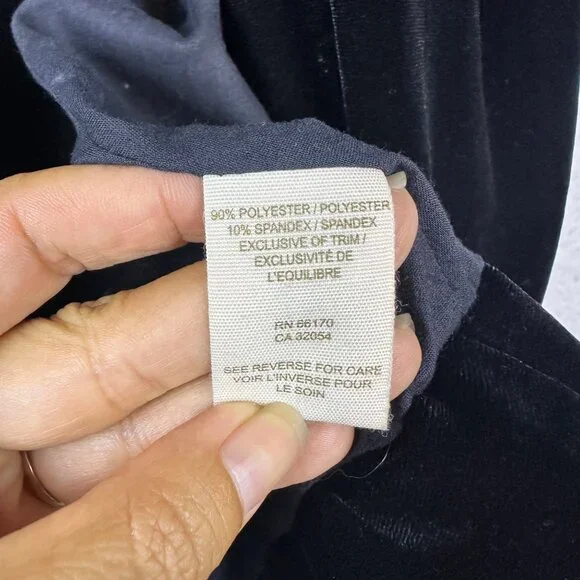 90% POLYESTER / POLYESTER
10% SPANDEX / SPANDEX
EXCLUSIVE OF TRIM /
EXCLUSIVITÉ DE
L'EQUILIBRE
RN 66170
CA 32054
SEE REVERSE FOR CARE
VOIR L'INVERSE POUR
LE SOIN